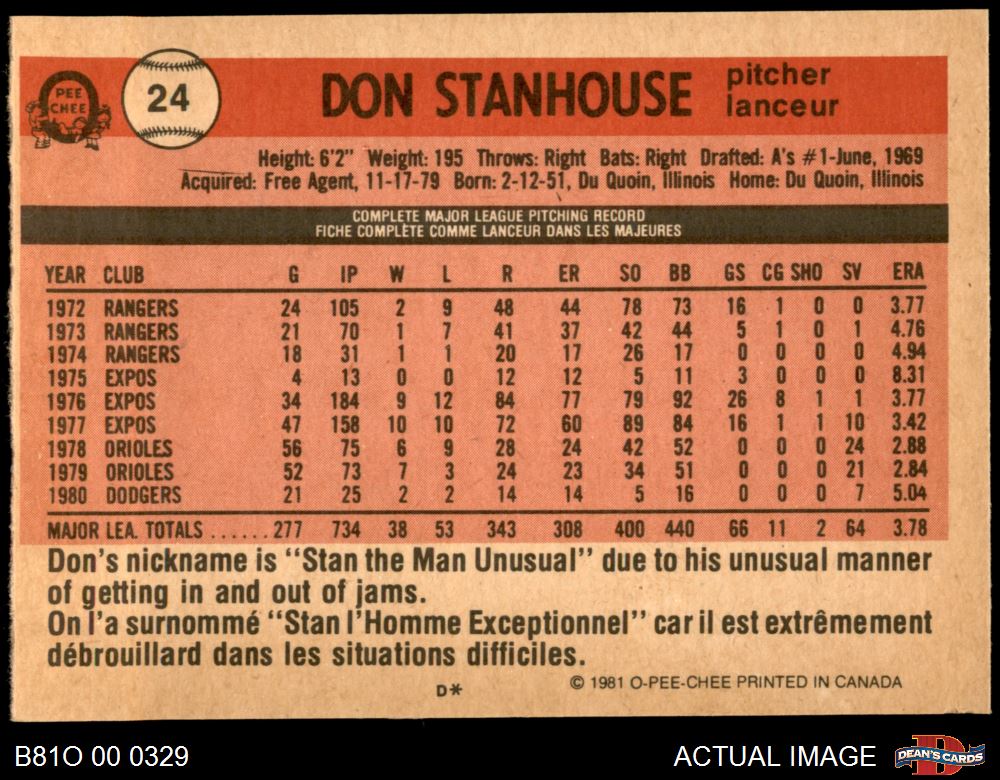 PEE
CHEE
24
DON STANHOUSE
pitcher
lanceur
Height: 6'2" Weight: 195 Throws: Right Bats: Right Drafted: A's #1-June, 1969
Acquired: Free Agent, 11-17-79 Born: 2-12-51, Du Quoin, Illinois Home: Du Quoin, Illinois
COMPLETE MAJOR LEAGUE PITCHING RECORD
FICHE COMPLÈTE COMME LANCEUR DANS LES MAJEURES
YEAR CLUB G IP W L R ER SO BB GS CG SHO SV ERA
1972 RANGERS 24 105 2 9 48 44 78 73 16 1 0 0 3.77
1973 RANGERS 21 70 1 7 41 37 42 44 5 1 0 1 4.76
1974 RANGERS 18 31 1 1 20 17 26 17 0 0 0 0 4.94
1975 EXPOS 4 13 0 0 12 12 5 11 3 0 0 0 8.31
1976 EXPOS 34 184 9 12 84 77 79 92 26 8 1 1 3.77
1977 EXPOS 47 158 10 10 72 60 89 84 16 1 1 10 3.42
1978 ORIOLES 56 75 6 9 28 24 42 52 0 0 0 24 2.88
1979 ORIOLES 52 73 7 3 24 23 34 51 0 0 0 21 2.84
1980 DODGERS 21 25 2 2 14 14 5 16 0 0 0 7 5.04
MAJOR LEA. TOTALS ...... 277 734 38 53 343 308 400 440 66 11 2 64 3.78
Don's nickname is "Stan the Man Unusual" due to his unusual manner
of getting in and out of jams.
On l'a surnommé "Stan l'Homme Exceptionnel" car il est extrêmement
débrouillard dans les situations difficiles.
D*
© 1981 O-PEE-CHEE PRINTED IN CANADA
B81O 00 0329
ACTUAL IMAGE
DEAN'S CARDS